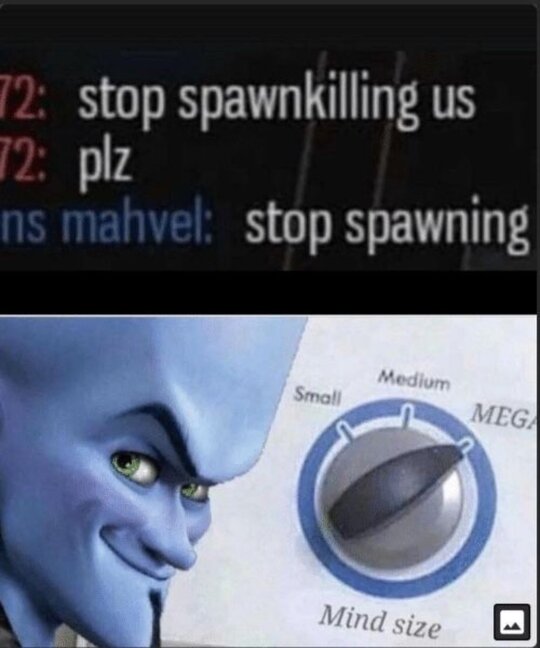 72: stop spawnkilling us
72: plz
ns mahvel: stop spawning
Small
Medium
MEGA
Mind size